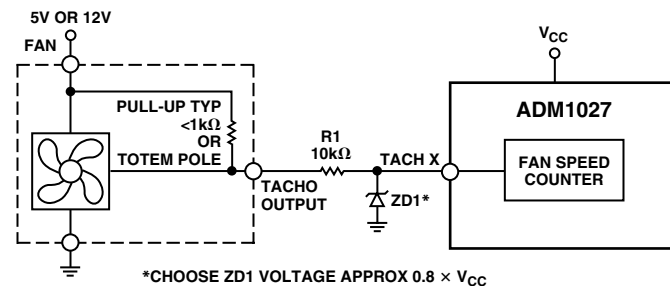 5V OR 12V
FAN
PULL-UP TYP
<1kΩ
OR
TOTEM POLE
TACHO
OUTPUT
R1
10kΩ
TACH X
ZD1*
VCC
ADM1027
FAN SPEED
COUNTER
*CHOOSE ZD1 VOLTAGE APPROX 0.8 × VCC